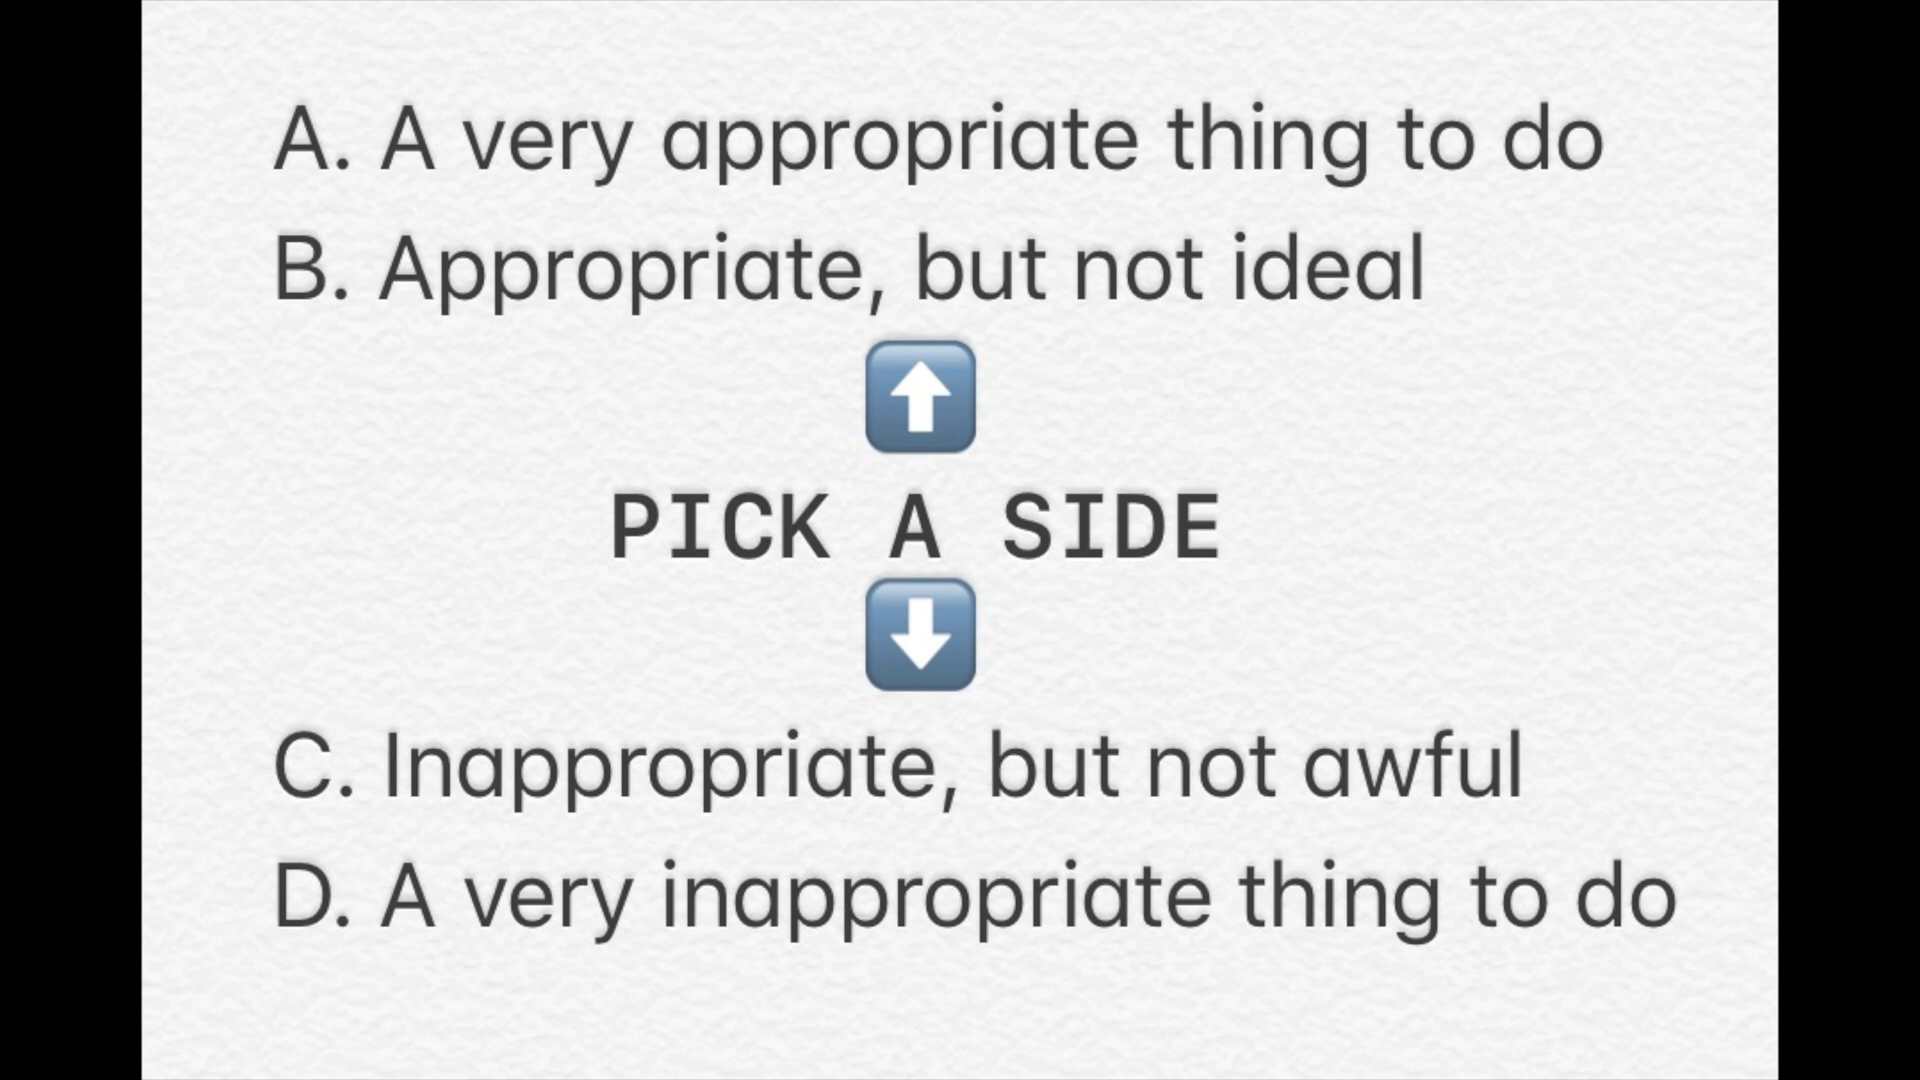 A. A very appropriate thing to do
B. Appropriate, but not ideal
PICK A SIDE
C. Inappropriate, but not awful
D. A very inappropriate thing to do